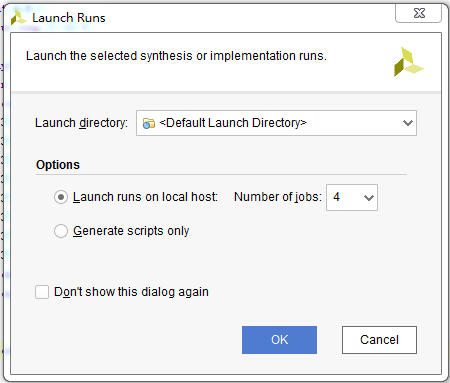 Launch Runs
Launch the selected synthesis or implementation runs.
Launch directory: <Default Launch Directory>
Options
Launch runs on local host: Number of jobs: 4
Generate scripts only
Don't show this dialog again
OK Cancel